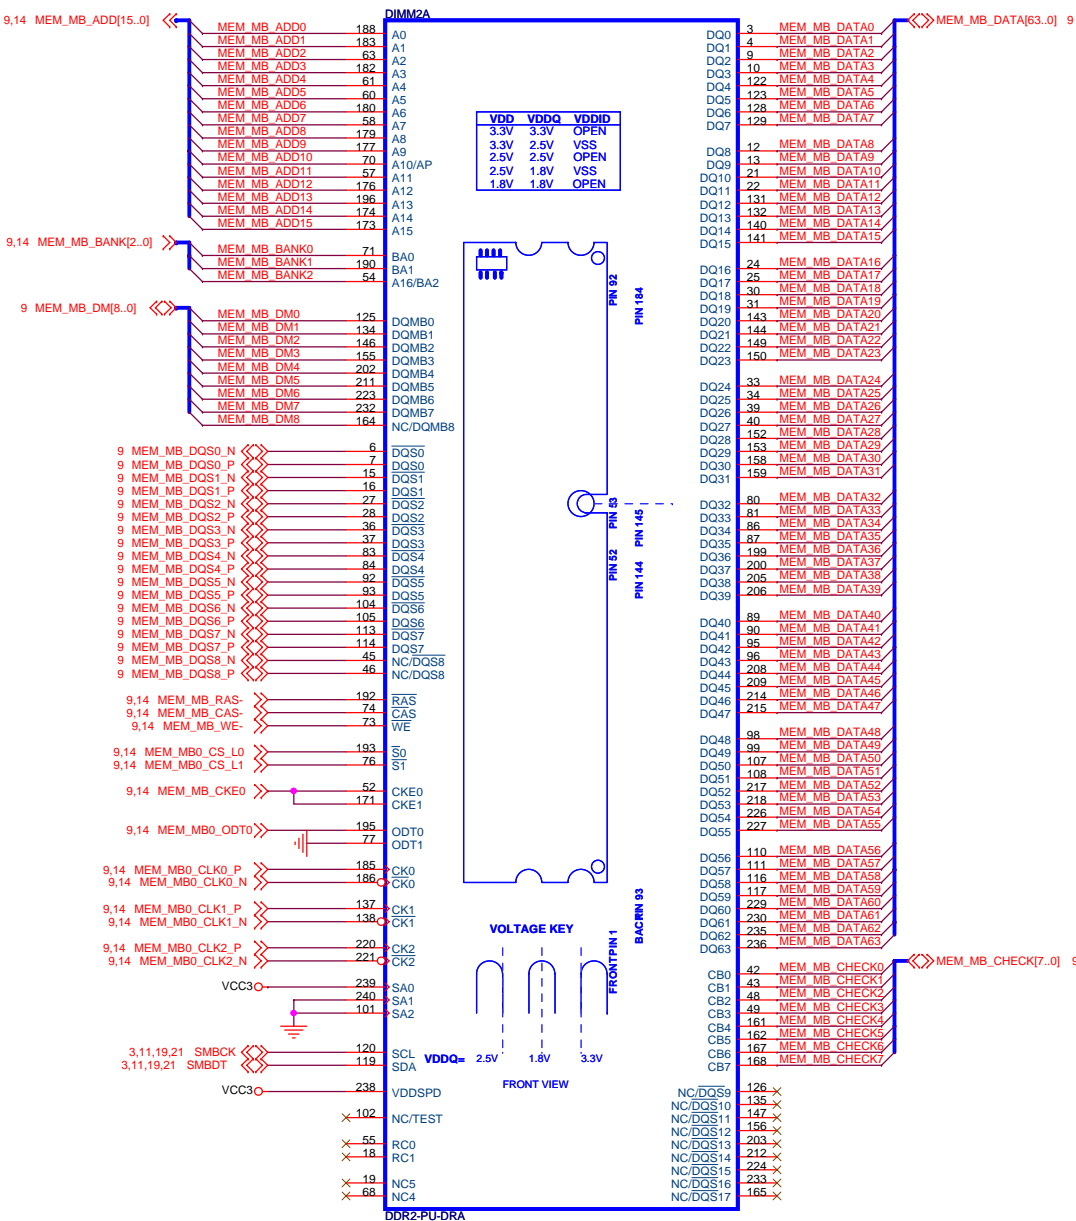 DIMM2A
9,14 MEM_MB_ADD[15..0]
MEM_MB_ADD0 188 A0
MEM_MB_ADD1 183 A1
MEM_MB_ADD2 63 A2
MEM_MB_ADD3 182 A3
MEM_MB_ADD4 61 A4
MEM_MB_ADD5 60 A5
MEM_MB_ADD6 180 A6
MEM_MB_ADD7 58 A7
MEM_MB_ADD8 179 A8
MEM_MB_ADD9 177 A9
MEM_MB_ADD10 70 A10/AP
MEM_MB_ADD11 57 A11
MEM_MB_ADD12 176 A12
MEM_MB_ADD13 196 A13
MEM_MB_ADD14 174 A14
MEM_MB_ADD15 173 A15
9,14 MEM_MB_BANK[2..0]
MEM_MB_BANK0 71 BA0
MEM_MB_BANK1 190 BA1
MEM_MB_BANK2 54 A16/BA2
9 MEM_MB_DM[8..0]
MEM_MB_DM0 125 DQMB0
MEM_MB_DM1 134 DQMB1
MEM_MB_DM2 146 DQMB2
MEM_MB_DM3 155 DQMB3
MEM_MB_DM4 202 DQMB4
MEM_MB_DM5 211 DQMB5
MEM_MB_DM6 223 DQMB6
MEM_MB_DM7 232 DQMB7
MEM_MB_DM8 164 NC/DQMB8
9 MEM_MB_DQS0_N 6 DQS0
9 MEM_MB_DQS0_P 7 DQS0
9 MEM_MB_DQS1_N 15 DQS1
9 MEM_MB_DQS1_P 16 DQS1
9 MEM_MB_DQS2_N 27 DQS2
9 MEM_MB_DQS2_P 28 DQS2
9 MEM_MB_DQS3_N 36 DQS3
9 MEM_MB_DQS3_P 37 DQS3
9 MEM_MB_DQS4_N 83 DQS4
9 MEM_MB_DQS4_P 84 DQS4
9 MEM_MB_DQS5_N 92 DQS5
9 MEM_MB_DQS5_P 93 DQS5
9 MEM_MB_DQS6_N 104 DQS6
9 MEM_MB_DQS6_P 105 DQS6
9 MEM_MB_DQS7_N 113 DQS7
9 MEM_MB_DQS7_P 114 DQS7
9 MEM_MB_DQS8_N 45 NC/DQS8
9 MEM_MB_DQS8_P 46 NC/DQS8
9,14 MEM_MB_RAS- 192 RAS
9,14 MEM_MB_CAS- 74 CAS
9,14 MEM_MB_WE- 73 WE
9,14 MEM_MB0_CS_L0 193 S0
9,14 MEM_MB0_CS_L1 76 S1
9,14 MEM_MB_CKE0 52 CKE0
171 CKE1
9,14 MEM_MB0_ODT0 195 ODT0
77 ODT1
9,14 MEM_MB0_CLK0_P 185 CK0
9,14 MEM_MB0_CLK0_N 186 CK0
9,14 MEM_MB0_CLK1_P 137 CK1
9,14 MEM_MB0_CLK1_N 138 CK1
9,14 MEM_MB0_CLK2_P 220 CK2
9,14 MEM_MB0_CLK2_N 221 CK2
VCC3 239 SA0
240 SA1
101 SA2
3,11,19,21 SMBCK 120 SCL
3,11,19,21 SMBDT 119 SDA
VCC3 238 VDDSPD
102 NC/TEST
55 RC0
18 RC1
19 NC5
68 NC4
VDD VDDQ VDDID
3.3V 3.3V OPEN
3.3V 2.5V VSS
2.5V 2.5V OPEN
2.5V 1.8V VSS
1.8V 1.8V OPEN
PIN 92
PIN 184
PIN 53
PIN 145
PIN 52
PIN 144
BACK PIN 93
FRONT PIN 1
VOLTAGE KEY
VDDQ= 2.5V 1.8V 3.3V
FRONT VIEW
MEM_MB_DATA[63..0] 9
DQ0 3 MEM_MB_DATA0
DQ1 4 MEM_MB_DATA1
DQ2 9 MEM_MB_DATA2
DQ3 10 MEM_MB_DATA3
DQ4 122 MEM_MB_DATA4
DQ5 123 MEM_MB_DATA5
DQ6 128 MEM_MB_DATA6
DQ7 129 MEM_MB_DATA7
DQ8 12 MEM_MB_DATA8
DQ9 13 MEM_MB_DATA9
DQ10 21 MEM_MB_DATA10
DQ11 22 MEM_MB_DATA11
DQ12 131 MEM_MB_DATA12
DQ13 132 MEM_MB_DATA13
DQ14 140 MEM_MB_DATA14
DQ15 141 MEM_MB_DATA15
DQ16 24 MEM_MB_DATA16
DQ17 25 MEM_MB_DATA17
DQ18 30 MEM_MB_DATA18
DQ19 31 MEM_MB_DATA19
DQ20 143 MEM_MB_DATA20
DQ21 144 MEM_MB_DATA21
DQ22 149 MEM_MB_DATA22
DQ23 150 MEM_MB_DATA23
DQ24 33 MEM_MB_DATA24
DQ25 34 MEM_MB_DATA25
DQ26 39 MEM_MB_DATA26
DQ27 40 MEM_MB_DATA27
DQ28 152 MEM_MB_DATA28
DQ29 153 MEM_MB_DATA29
DQ30 158 MEM_MB_DATA30
DQ31 159 MEM_MB_DATA31
DQ32 80 MEM_MB_DATA32
DQ33 81 MEM_MB_DATA33
DQ34 86 MEM_MB_DATA34
DQ35 87 MEM_MB_DATA35
DQ36 199 MEM_MB_DATA36
DQ37 200 MEM_MB_DATA37
DQ38 205 MEM_MB_DATA38
DQ39 206 MEM_MB_DATA39
DQ40 89 MEM_MB_DATA40
DQ41 90 MEM_MB_DATA41
DQ42 95 MEM_MB_DATA42
DQ43 96 MEM_MB_DATA43
DQ44 208 MEM_MB_DATA44
DQ45 209 MEM_MB_DATA45
DQ46 214 MEM_MB_DATA46
DQ47 215 MEM_MB_DATA47
DQ48 98 MEM_MB_DATA48
DQ49 99 MEM_MB_DATA49
DQ50 107 MEM_MB_DATA50
DQ51 108 MEM_MB_DATA51
DQ52 217 MEM_MB_DATA52
DQ53 218 MEM_MB_DATA53
DQ54 226 MEM_MB_DATA54
DQ55 227 MEM_MB_DATA55
DQ56 110 MEM_MB_DATA56
DQ57 111 MEM_MB_DATA57
DQ58 116 MEM_MB_DATA58
DQ59 117 MEM_MB_DATA59
DQ60 229 MEM_MB_DATA60
DQ61 230 MEM_MB_DATA61
DQ62 235 MEM_MB_DATA62
DQ63 236 MEM_MB_DATA63
MEM_MB_CHECK[7..0] 9
CB0 42 MEM_MB_CHECK0
CB1 43 MEM_MB_CHECK1
CB2 48 MEM_MB_CHECK2
CB3 49 MEM_MB_CHECK3
CB4 161 MEM_MB_CHECK4
CB5 162 MEM_MB_CHECK5
CB6 167 MEM_MB_CHECK6
CB7 168 MEM_MB_CHECK7
NC/DQS9 126
NC/DQS10 135
NC/DQS11 147
NC/DQS12 156
NC/DQS13 203
NC/DQS14 212
NC/DQS15 224
NC/DQS16 233
NC/DQS17 165
DDR2-PU-DRA